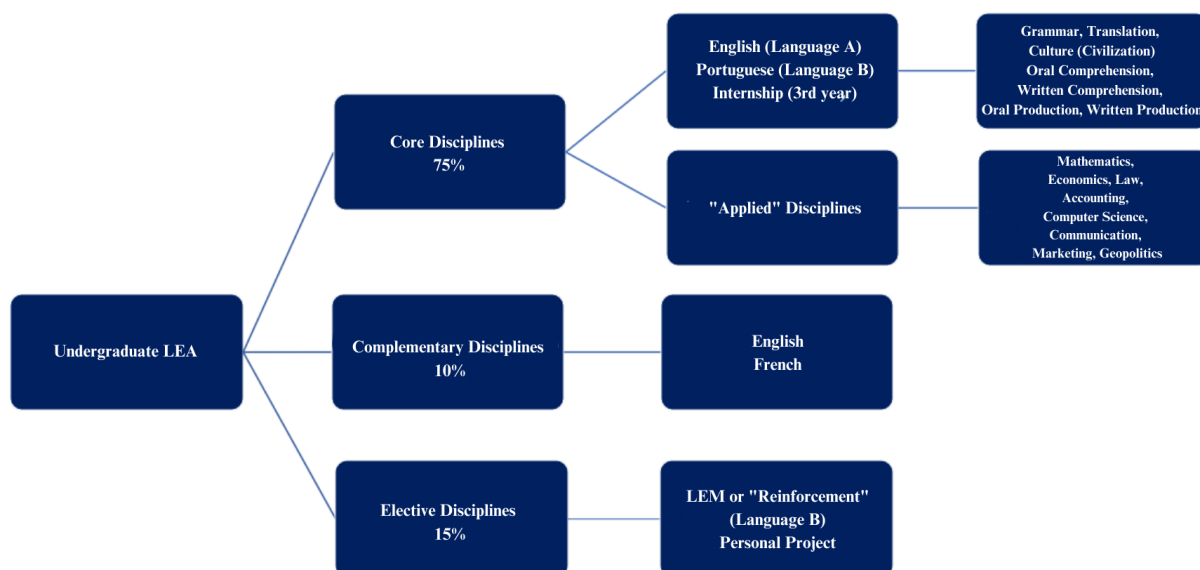 English (Language A)
Portuguese (Language B)
Internship (3rd year)
Grammar, Translation,
Culture (Civilization)
Oral Comprehension,
Written Comprehension,
Oral Production, Written Production
Core Disciplines
75%
"Applied" Disciplines
Mathematics,
Economics, Law,
Accounting,
Computer Science,
Communication,
Marketing, Geopolitics
Undergraduate LEA
Complementary Disciplines
10%
English
French
Elective Disciplines
15%
LEM or "Reinforcement"
(Language B)
Personal Project